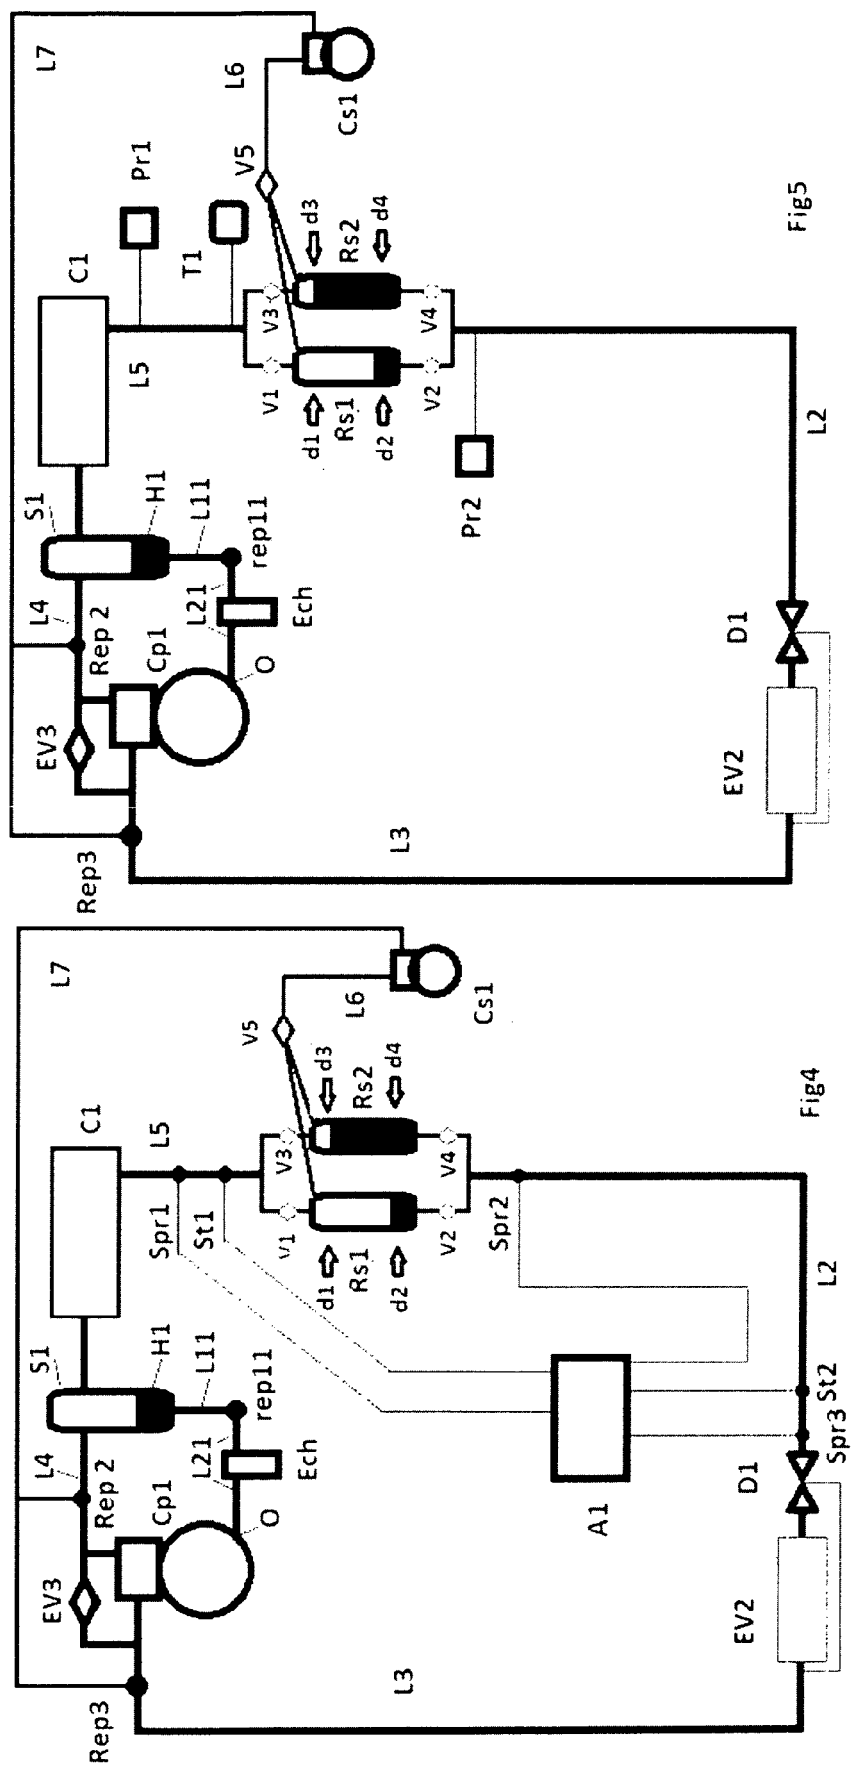 L7
L6
Cs1
V5
Pr1
T1
C1
L5
V3
d3
Rs2
d4
V4
V1
d1
Rs1
d2
V2
Pr2
S1
H1
L11
rep11
L4
Rep 2
L21
Ech
Cp1
O
EV3
Rep3
L3
L2
D1
EV2
Fig5
L7
L6
Cs1
V5
C1
L5
Spr1
St1
V3
d3
Rs2
d4
V4
V1
d1
Rs1
d2
V2
Spr2
S1
H1
L11
rep11
L4
Rep 2
L21
Ech
Cp1
O
EV3
Rep3
L3
A1
L2
St2
Spr3
D1
EV2
Fig4